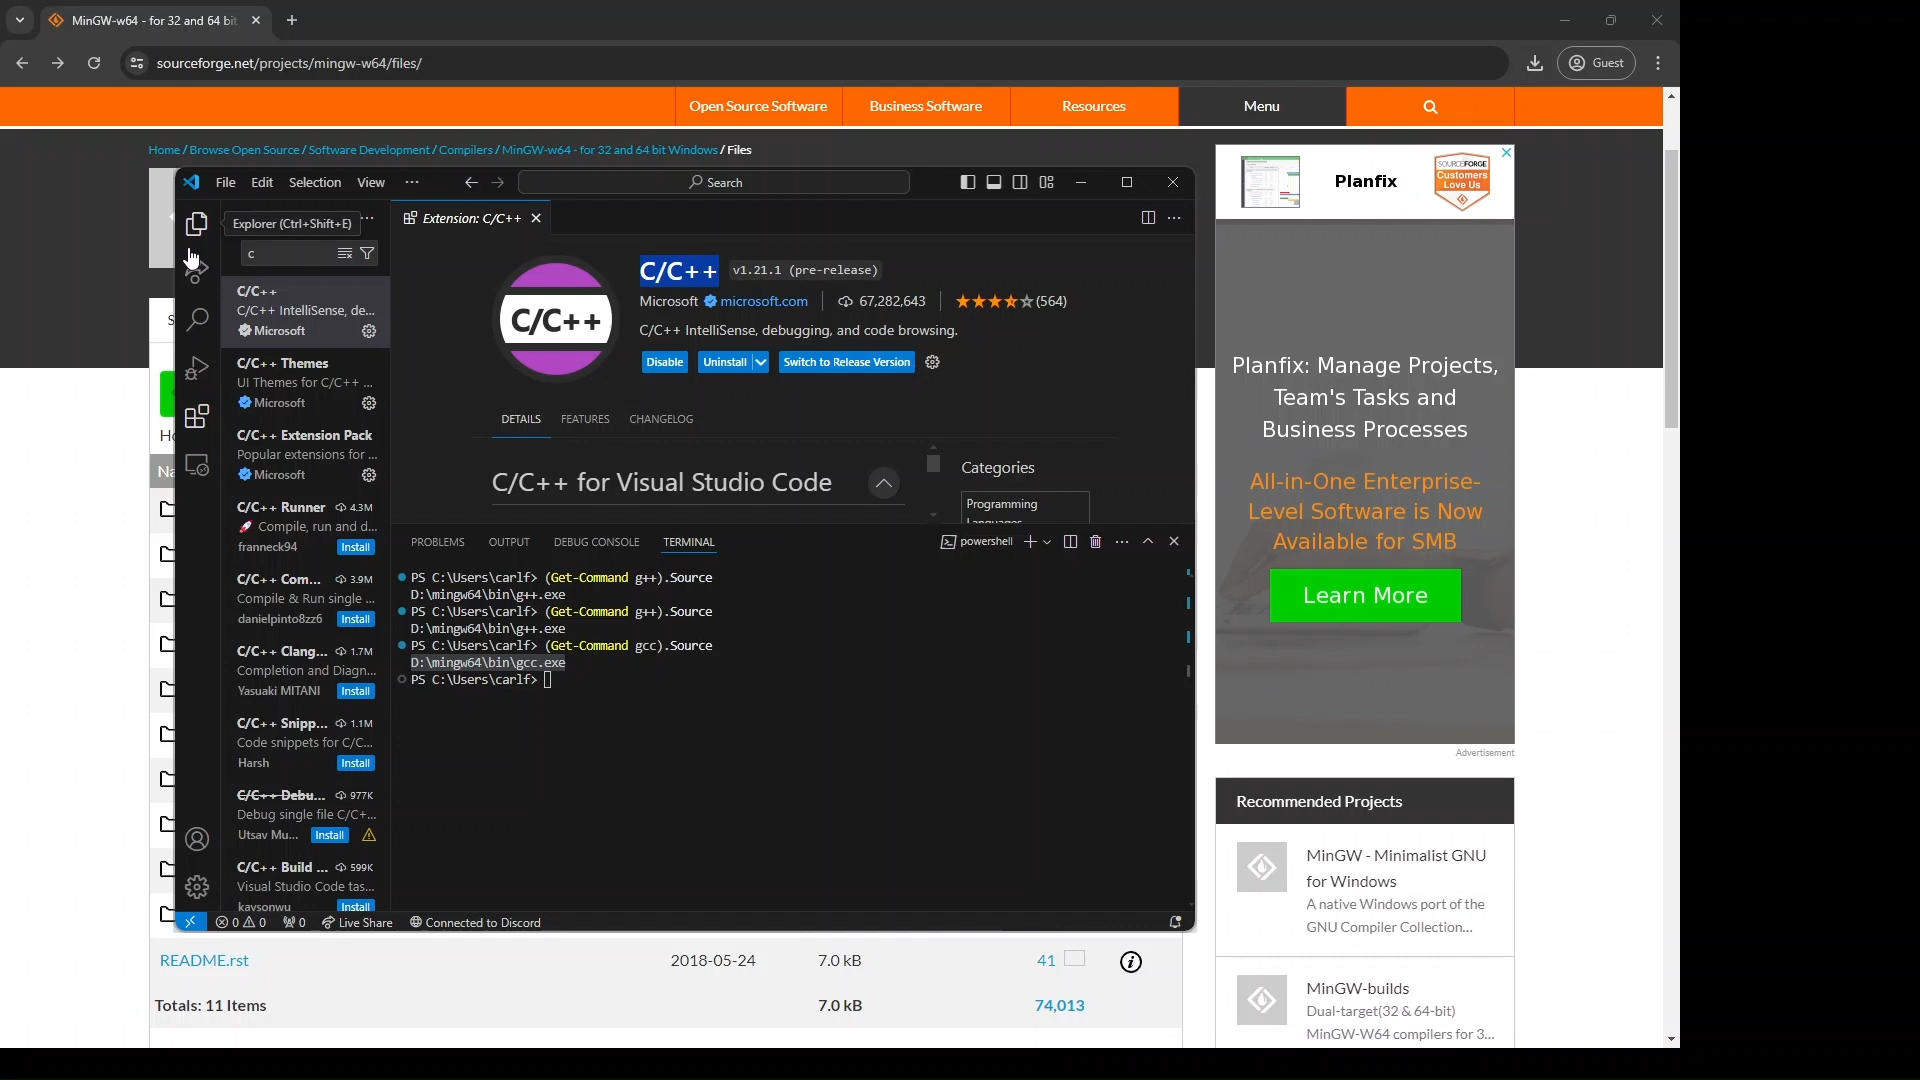 MinGW-w64 - for 32 and 64 bit
sourceforge.net/projects/mingw-w64/files/
Guest
Open Source Software
Business Software
Resources
Menu
Home / Browse Open Source / Software Development / Compilers / MinGW-w64 - for 32 and 64 bit Windows / Files
File Edit Selection View ···
Search
Explorer (Ctrl+Shift+E)
c
Extension: C/C++
C/C++
C/C++ IntelliSense, de...
Microsoft
C/C++ Themes
UI Themes for C/C++ ...
Microsoft
C/C++ Extension Pack
Popular extensions for ...
Microsoft
C/C++ Runner 4.3M
Compile, run and d...
franneck94 Install
C/C++ Com... 3.9M
Compile & Run single ...
danielpinto8zz6 Install
C/C++ Clang... 1.7M
Completion and Diagn...
Yasuaki MITANI Install
C/C++ Snipp... 1.1M
Code snippets for C/C...
Harsh Install
C/C++ Debu... 977K
Debug single file C/C+...
Utsav Mu... Install
C/C++ Build ... 599K
Visual Studio Code tas...
kaysonwu Install
C/C++
C/C++ v1.21.1 (pre-release)
Microsoft microsoft.com 67,282,643 (564)
C/C++ IntelliSense, debugging, and code browsing.
Disable Uninstall Switch to Release Version
DETAILS FEATURES CHANGELOG
C/C++ for Visual Studio Code
Categories
Programming
Languages
PROBLEMS OUTPUT DEBUG CONSOLE TERMINAL
powershell
PS C:\Users\carlf> (Get-Command g++).Source
D:\mingw64\bin\g++.exe
PS C:\Users\carlf> (Get-Command g++).Source
D:\mingw64\bin\g++.exe
PS C:\Users\carlf> (Get-Command gcc).Source
D:\mingw64\bin\gcc.exe
PS C:\Users\carlf>
0 0 0 Live Share Connected to Discord
S
Ho
Na
README.rst 2018-05-24 7.0 kB 41
Totals: 11 Items 7.0 kB 74,013
Planfix
SOURCEFORGE
Customers
Love Us
Planfix: Manage Projects,
Team's Tasks and
Business Processes
All-in-One Enterprise-
Level Software is Now
Available for SMB
Learn More
Advertisement
Recommended Projects
MinGW - Minimalist GNU
for Windows
A native Windows port of the
GNU Compiler Collection...
MinGW-builds
Dual-target(32 & 64-bit)
MinGW-W64 compilers for 3...